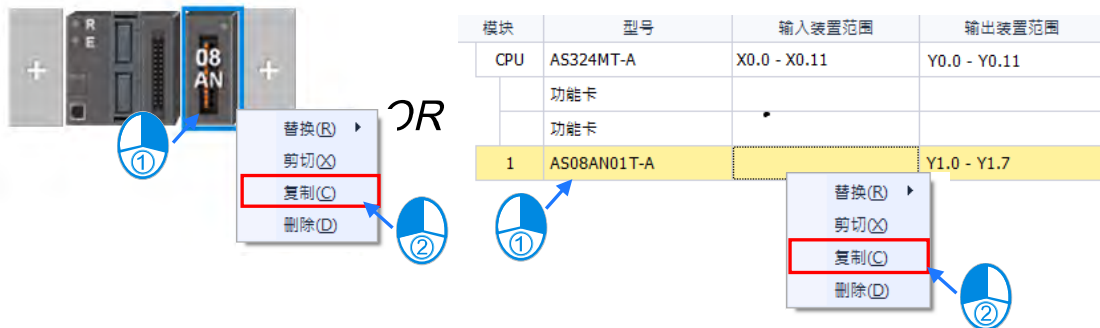 R
E
08
AN
+
+
替换(R)
剪切(X)
复制(C)
删除(D)
①
②
OR
模块 型号 输入装置范围 输出装置范围
CPU AS324MT-A X0.0 - X0.11 Y0.0 - Y0.11
功能卡
功能卡
1 AS08AN01T-A Y1.0 - Y1.7
替换(R)
剪切(X)
复制(C)
删除(D)
①
②